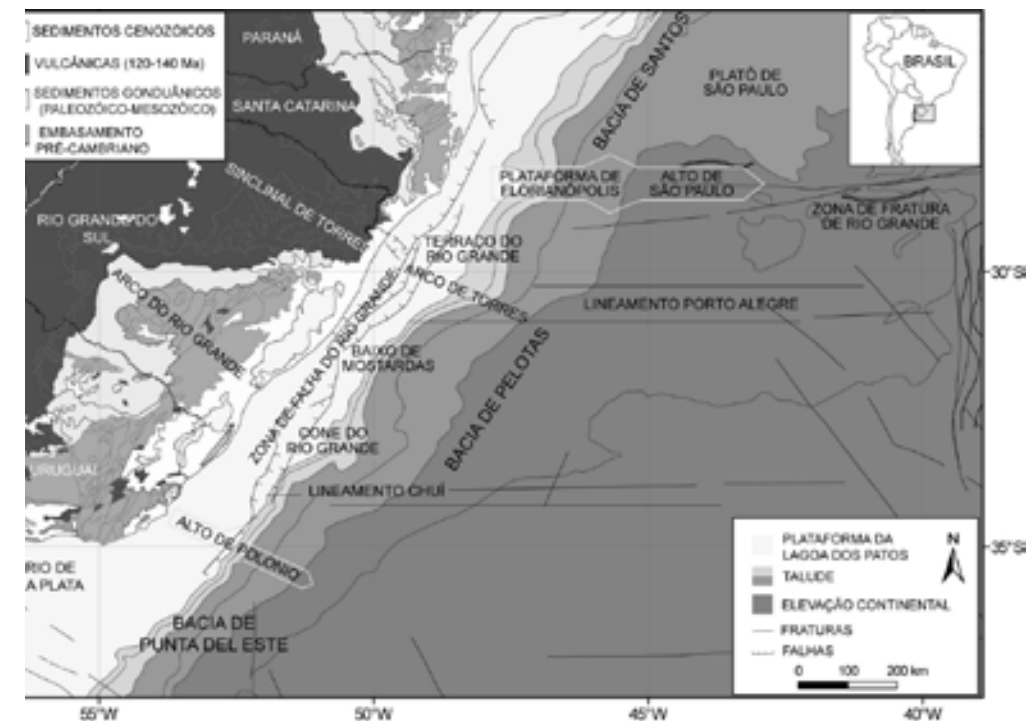 SEDIMENTOS CENOZÓICOS
VULCÂNICAS (120-140 Ma)
SEDIMENTOS GONDUÂNICOS
(PALEOZÓICO-MESOZÓICO)
EMBASAMENTO
PRÉ-CAMBRIANO
PARANÁ
SANTA CATARINA
SINCLINAL DE TORRES
RIO GRANDE DO
SUL
ARCO DO RIO GRANDE
URUGUAI
BACIA DE SANTOS
PLATÔ DE
SÃO PAULO
BRASIL
PLATAFORMA DE
FLORIANÓPOLIS
ALTO DE
SÃO PAULO
ZONA DE FRATURA
DE RIO GRANDE
TERRAÇO DO
RIO GRANDE
ARCO DE TORRES
LINEAMENTO PORTO ALEGRE
ZONA DE FALHA DO RIO GRANDE
BAIXO DE
MOSTARDAS
BACIA DE PELOTAS
CONE DO
RIO GRANDE
LINEAMENTO CHUÍ
ALTO DE POLONIO
RIO DE
A PLATA
BACIA DE
PUNTA DEL ESTE
PLATAFORMA DA
LAGOA DOS PATOS
TALUDE
ELEVAÇÃO CONTINENTAL
FRATURAS
FALHAS
N
0 100 200 km
30°S
35°S
55°W 50°W 45°W 40°W